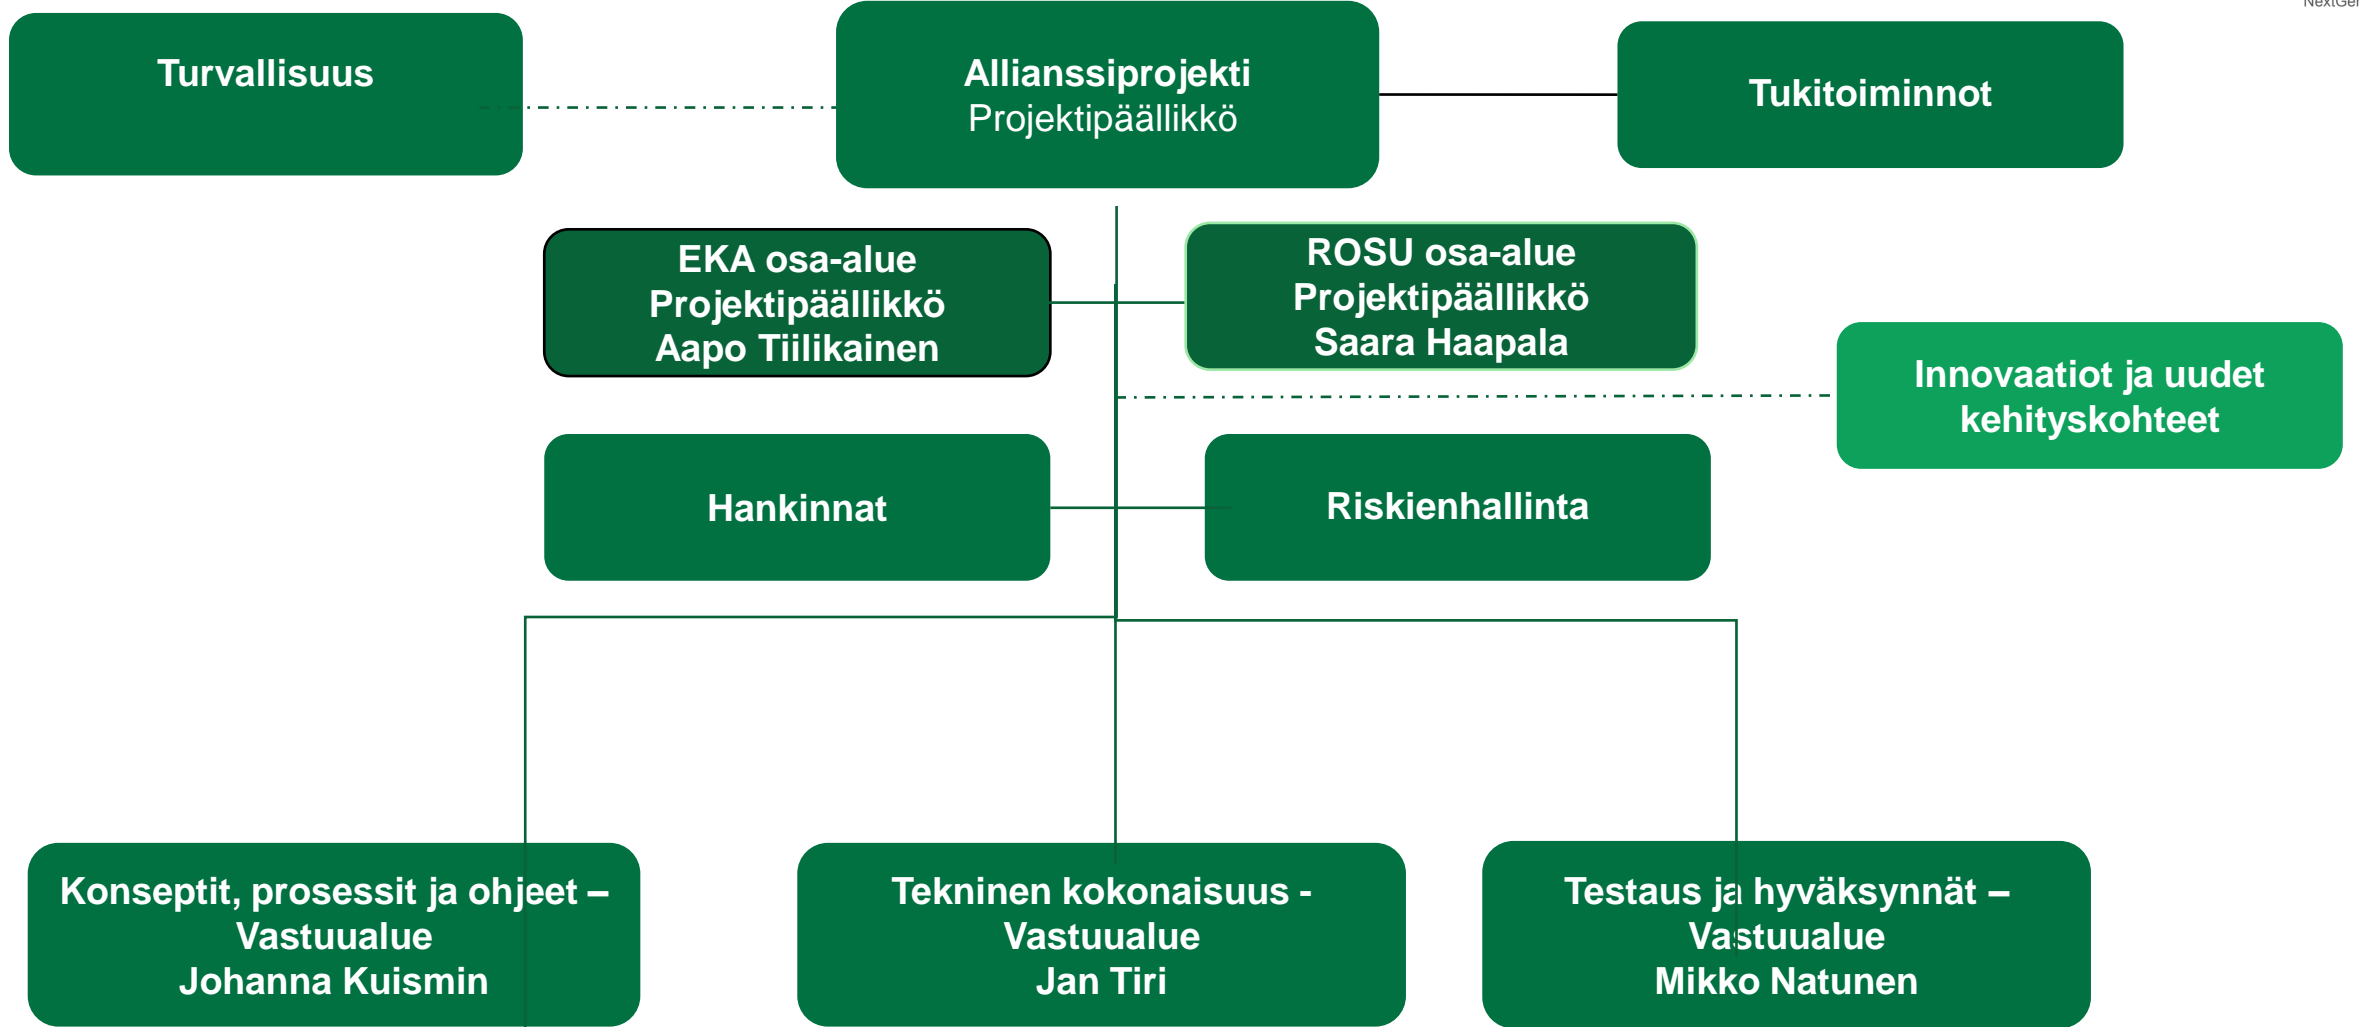 NextGen
Turvallisuus
Allianssiprojekti
Projektipäällikkö
Tukitoiminnot
EKA osa-alue
Projektipäällikkö
Aapo Tiilikainen
ROSU osa-alue
Projektipäällikkö
Saara Haapala
Innovaatiot ja uudet
kehityskohteet
Hankinnat
Riskienhallinta
Konseptit, prosessit ja ohjeet –
Vastuualue
Johanna Kuismin
Tekninen kokonaisuus -
Vastuualue
Jan Tiri
Testaus ja hyväksynnät –
Vastuualue
Mikko Natunen